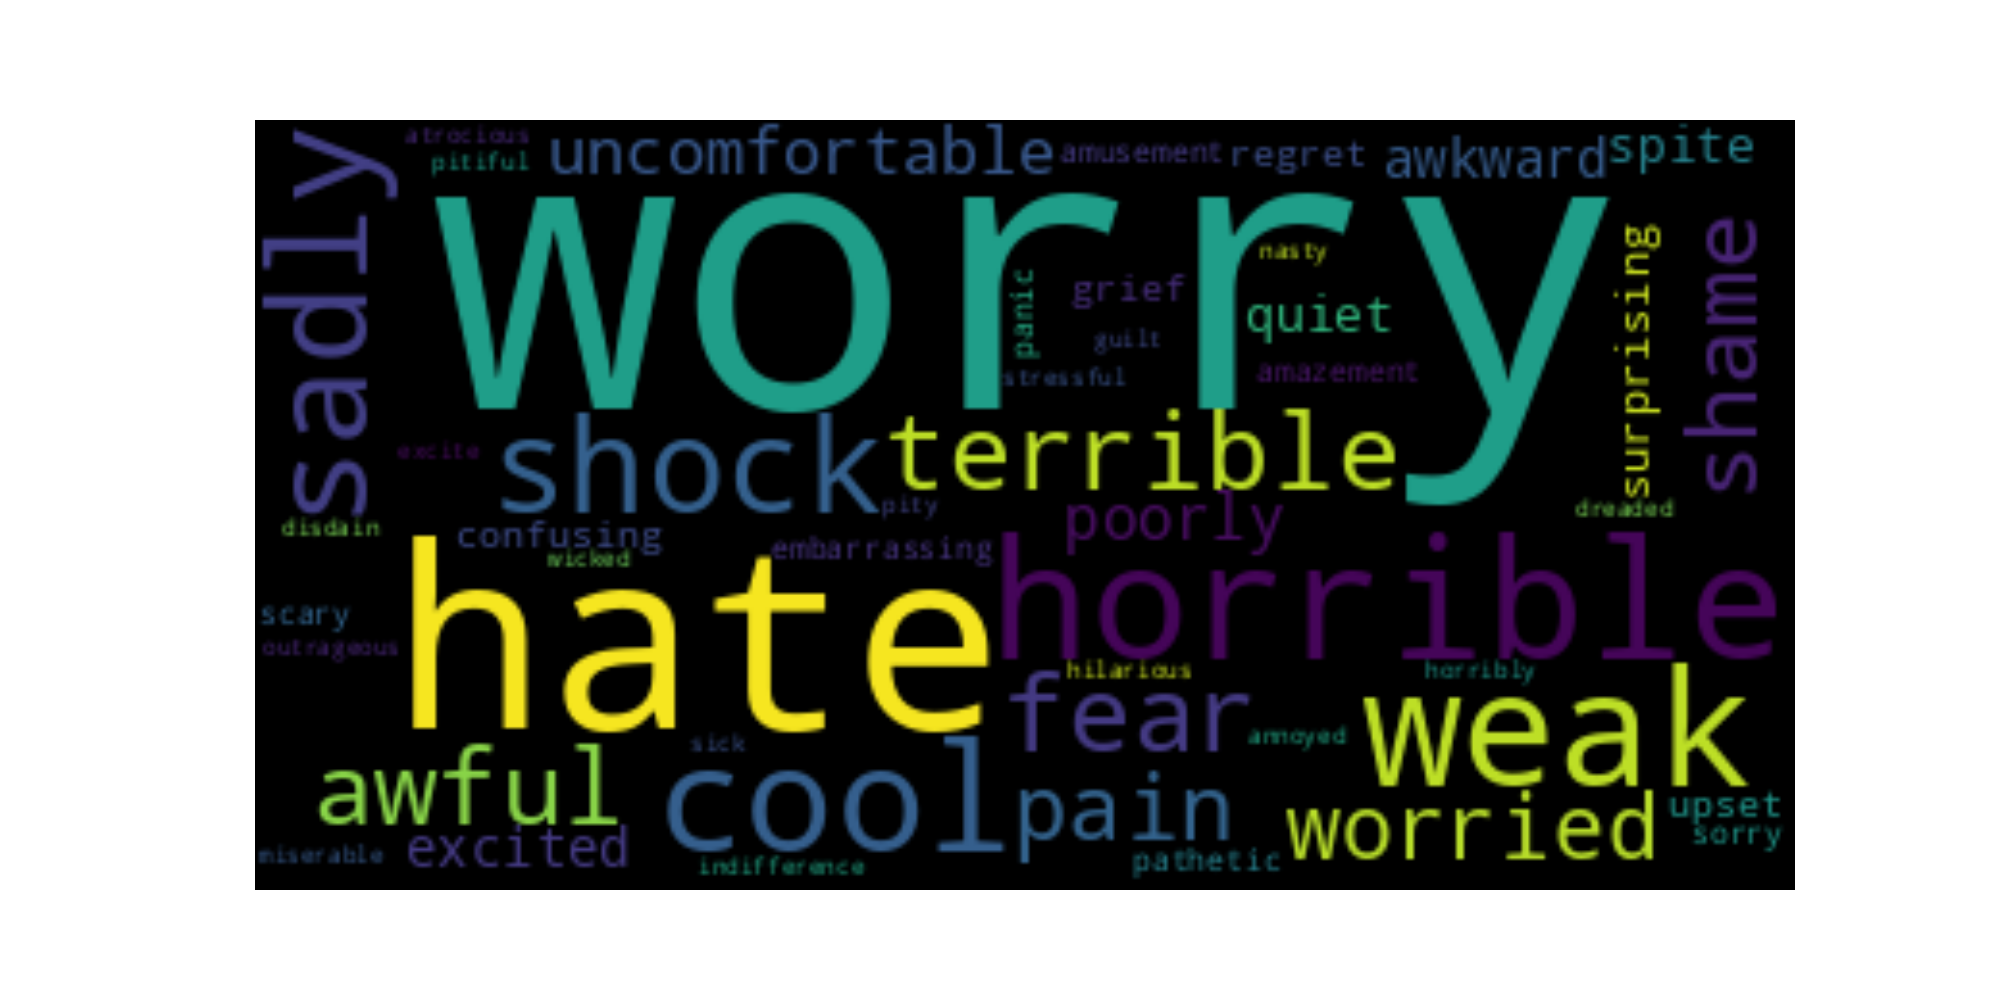 atrocious
pitiful
uncomfortable
amusement
regret
awkward
spite
sadly
worry
nasty
panic
grief
quiet
guilt
stressful
amazement
surprising
shame
excite
shock
terrible
pity
poorly
dreaded
disdain
confusing
wicked
embarrassing
hate
horrible
scary
outrageous
hilarious
horribly
fear
weak
sick
annoyed
awful
cool
pain
worried
upset
sorry
miserable
excited
indifference
pathetic